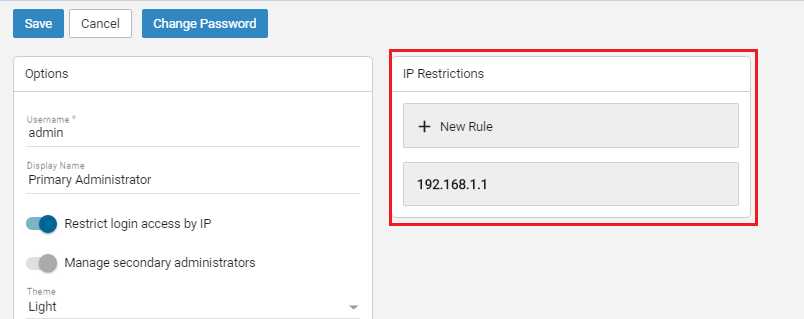 Save Cancel Change Password
Options
Username *
admin
Display Name
Primary Administrator
Restrict login access by IP
Manage secondary administrators
Theme
Light
IP Restrictions
+ New Rule
192.168.1.1